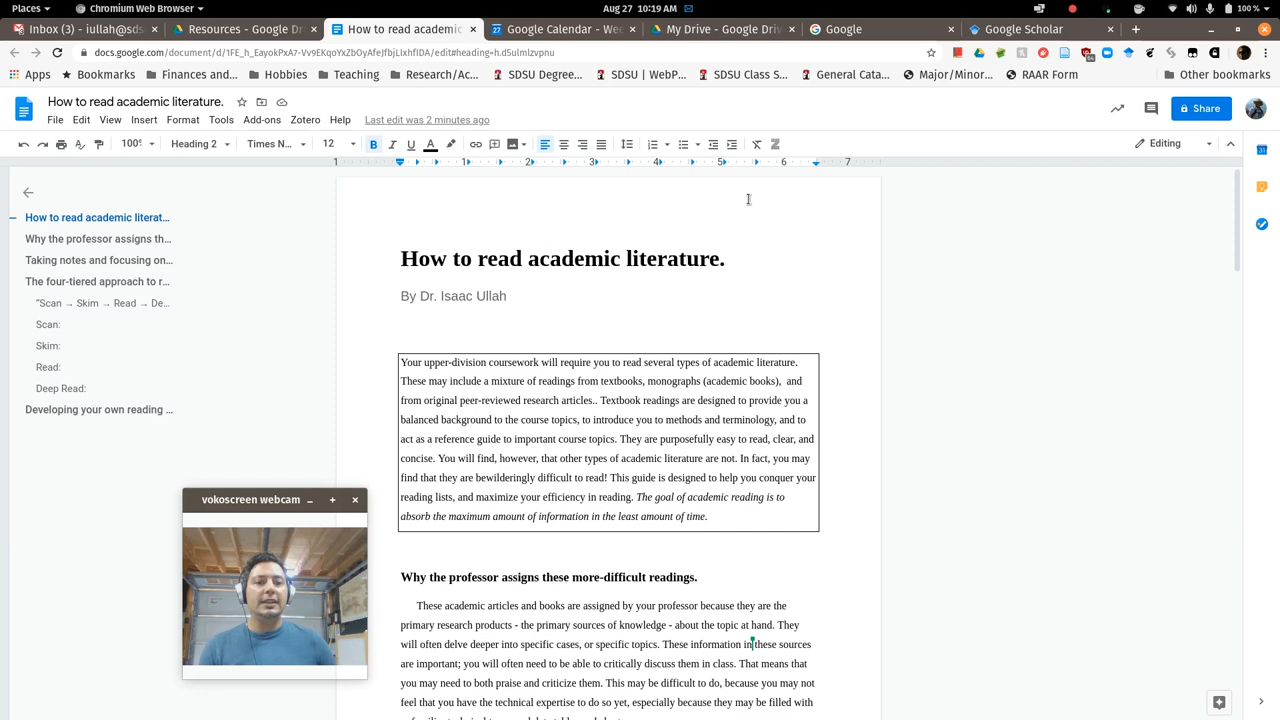 Places
Chromium Web Browser
Aug 27 10:19 AM
100 %
Inbox (3) - iullah@sds
Resources - Google Dr
How to read academic
Google Calendar - Wee
My Drive - Google Driv
Google
Google Scholar
docs.google.com/document/d/1FE_h_EayokPxA7-Vv9EKqoYxZbOyAfeJfbjLIxhfIDA/edit#heading=h.d5ulmlzvpnu
Apps
Bookmarks
Finances and...
Hobbies
Teaching
Research/Ac...
SDSU Degree...
SDSU | WebP...
SDSU Class S...
General Cata...
Major/Minor...
RAAR Form
Other bookmarks
How to read academic literature.
Share
File Edit View Insert Format Tools Add-ons Zotero Help Last edit was 2 minutes ago
100% Heading 2 Times N... 12 B I U A Editing
1 1 2 3 4 5 6 7
How to read academic literat...
Why the professor assigns th...
Taking notes and focusing on...
The four-tiered approach to r...
“Scan → Skim → Read → De...
Scan:
Skim:
Read:
Deep Read:
Developing your own reading ...
How to read academic literature.
By Dr. Isaac Ullah
Your upper-division coursework will require you to read several types of academic literature.
These may include a mixture of readings from textbooks, monographs (academic books), and
from original peer-reviewed research articles.. Textbook readings are designed to provide you a
balanced background to the course topics, to introduce you to methods and terminology, and to
act as a reference guide to important course topics. They are purposefully easy to read, clear, and
concise. You will find, however, that other types of academic literature are not. In fact, you may
find that they are bewilderingly difficult to read! This guide is designed to help you conquer your
reading lists, and maximize your efficiency in reading. The goal of academic reading is to
absorb the maximum amount of information in the least amount of time.
Why the professor assigns these more-difficult readings.
These academic articles and books are assigned by your professor because they are the
primary research products - the primary sources of knowledge - about the topic at hand. They
will often delve deeper into specific cases, or specific topics. These information in these sources
are important; you will often need to be able to critically discuss them in class. That means that
you may need to both praise and criticize them. This may be difficult to do, because you may not
feel that you have the technical expertise to do so yet, especially because they may be filled with
vokoscreen webcam